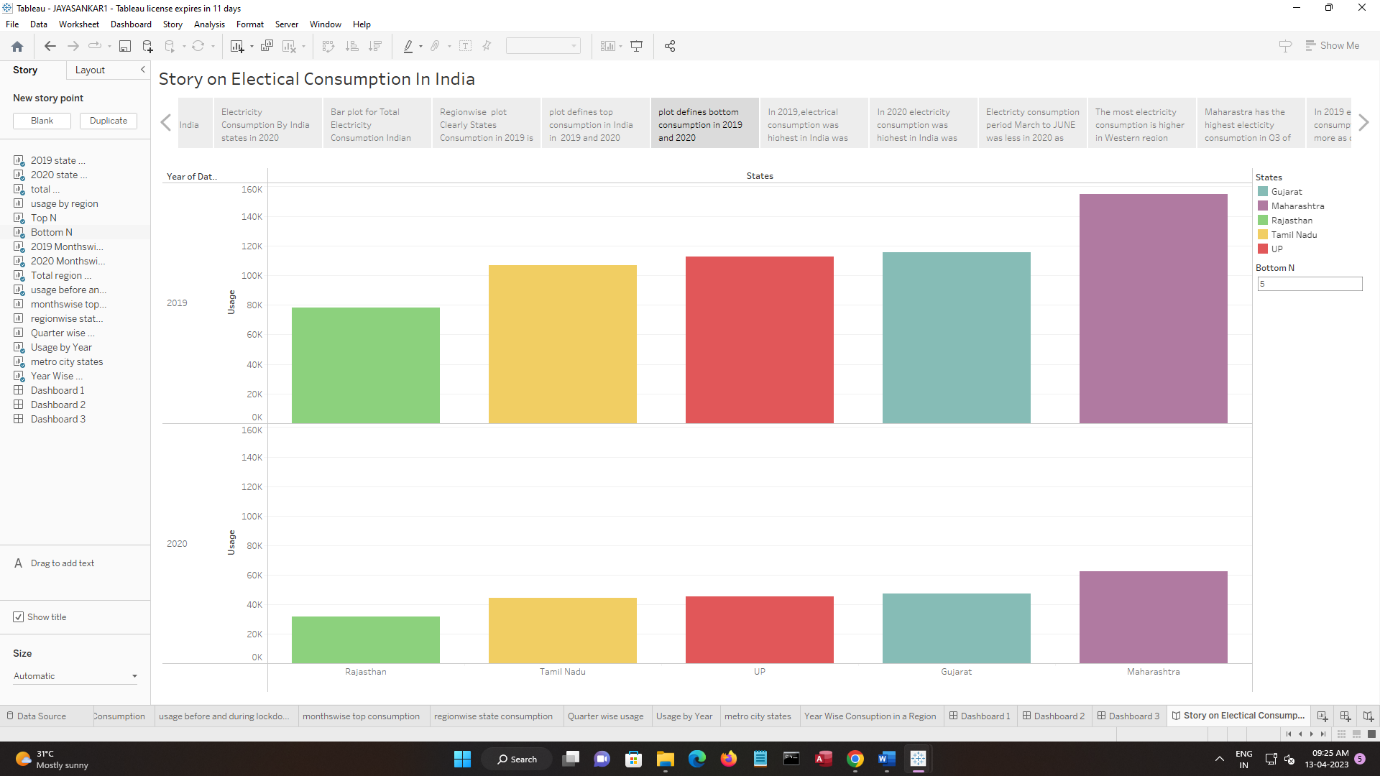 Tableau - JAYASANKAR1 - Tableau license expires in 11 days
File Data Worksheet Dashboard Story Analysis Format Server Window Help
Show Me
Story Layout
New story point
Blank Duplicate
2019 state ...
2020 state ...
total ...
usage by region
Top N
Bottom N
2019 Monthswi...
2020 Monthswi...
Total region ...
usage before an...
monthswise top...
regionwise stat...
Quarter wise ...
Usage by Year
metro city states
Year Wise ...
Dashboard 1
Dashboard 2
Dashboard 3
A Drag to add text
Show title
Size
Automatic
Story on Electical Consumption In India
India
Electricity
Consumption By India
states in 2020
Bar plot for Total
Electricity
Consumotion Indian
Regionwise plot
Clearly States
Consumption in 2019 is
plot defines top
consumption in India
in 2019 and 2020
plot defines bottom
consumption in 2019
and 2020
In 2019,electrical
consumption was
highest in India was
In 2020 electricity
consumption was
highest in India was
Electricty consumption
period March to JUNE
was less in 2020 as
The most electricity
consumption is higher
in Western region
Maharastra has the
highest electicity
consumption in Q3 of
In 2019 e
consump
more as
Year of Dat..
States
2019
Usage
160K
140K
120K
100K
80K
60K
40K
20K
0K
2020
Usage
160K
140K
120K
100K
80K
60K
40K
20K
0K
Rajasthan Tamil Nadu UP Gujarat Maharashtra
States
Gujarat
Maharashtra
Rajasthan
Tamil Nadu
UP
Bottom N
5
Data Source Consumption usage before and during lockdo... monthswise top consumption regionwise state consumption Quarter wise usage Usage by Year metro city states Year Wise Consuption in a Region Dashboard 1 Dashboard 2 Dashboard 3 Story on Electical Consump...
31°C
Mostly sunny
Search
ENG
IN
09:25 AM
13-04-2023
5